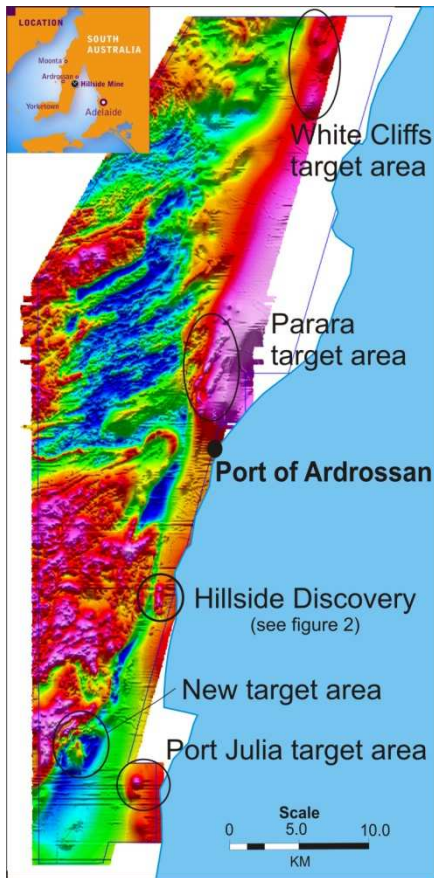 LOCATION
SOUTH
AUSTRALIA
Moonta
Ardrossan
Hillside Mine
Yorketown
Adelaide
White Cliffs
target area
Parara
target area
Port of Ardrossan
Hillside Discovery
(see figure 2)
New target area
Port Julia target area
Scale
0 5.0 10.0
KM